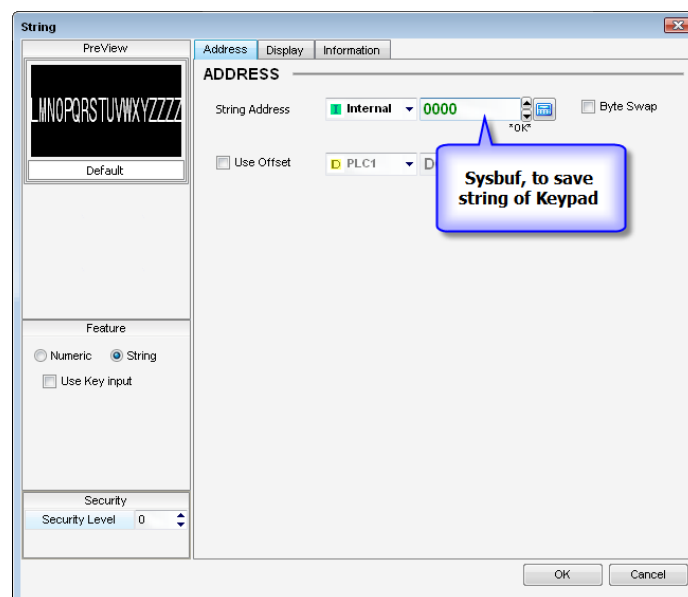 String
PreView
LMNOPQRSTUVWXYZZZZ
Default
Feature
Numeric String
Use Key input
Security
Security Level 0
Address Display Information
ADDRESS
String Address I Internal 0000 Byte Swap
*OK*
Use Offset D PLC1
Sysbuf, to save
string of Keypad
OK Cancel